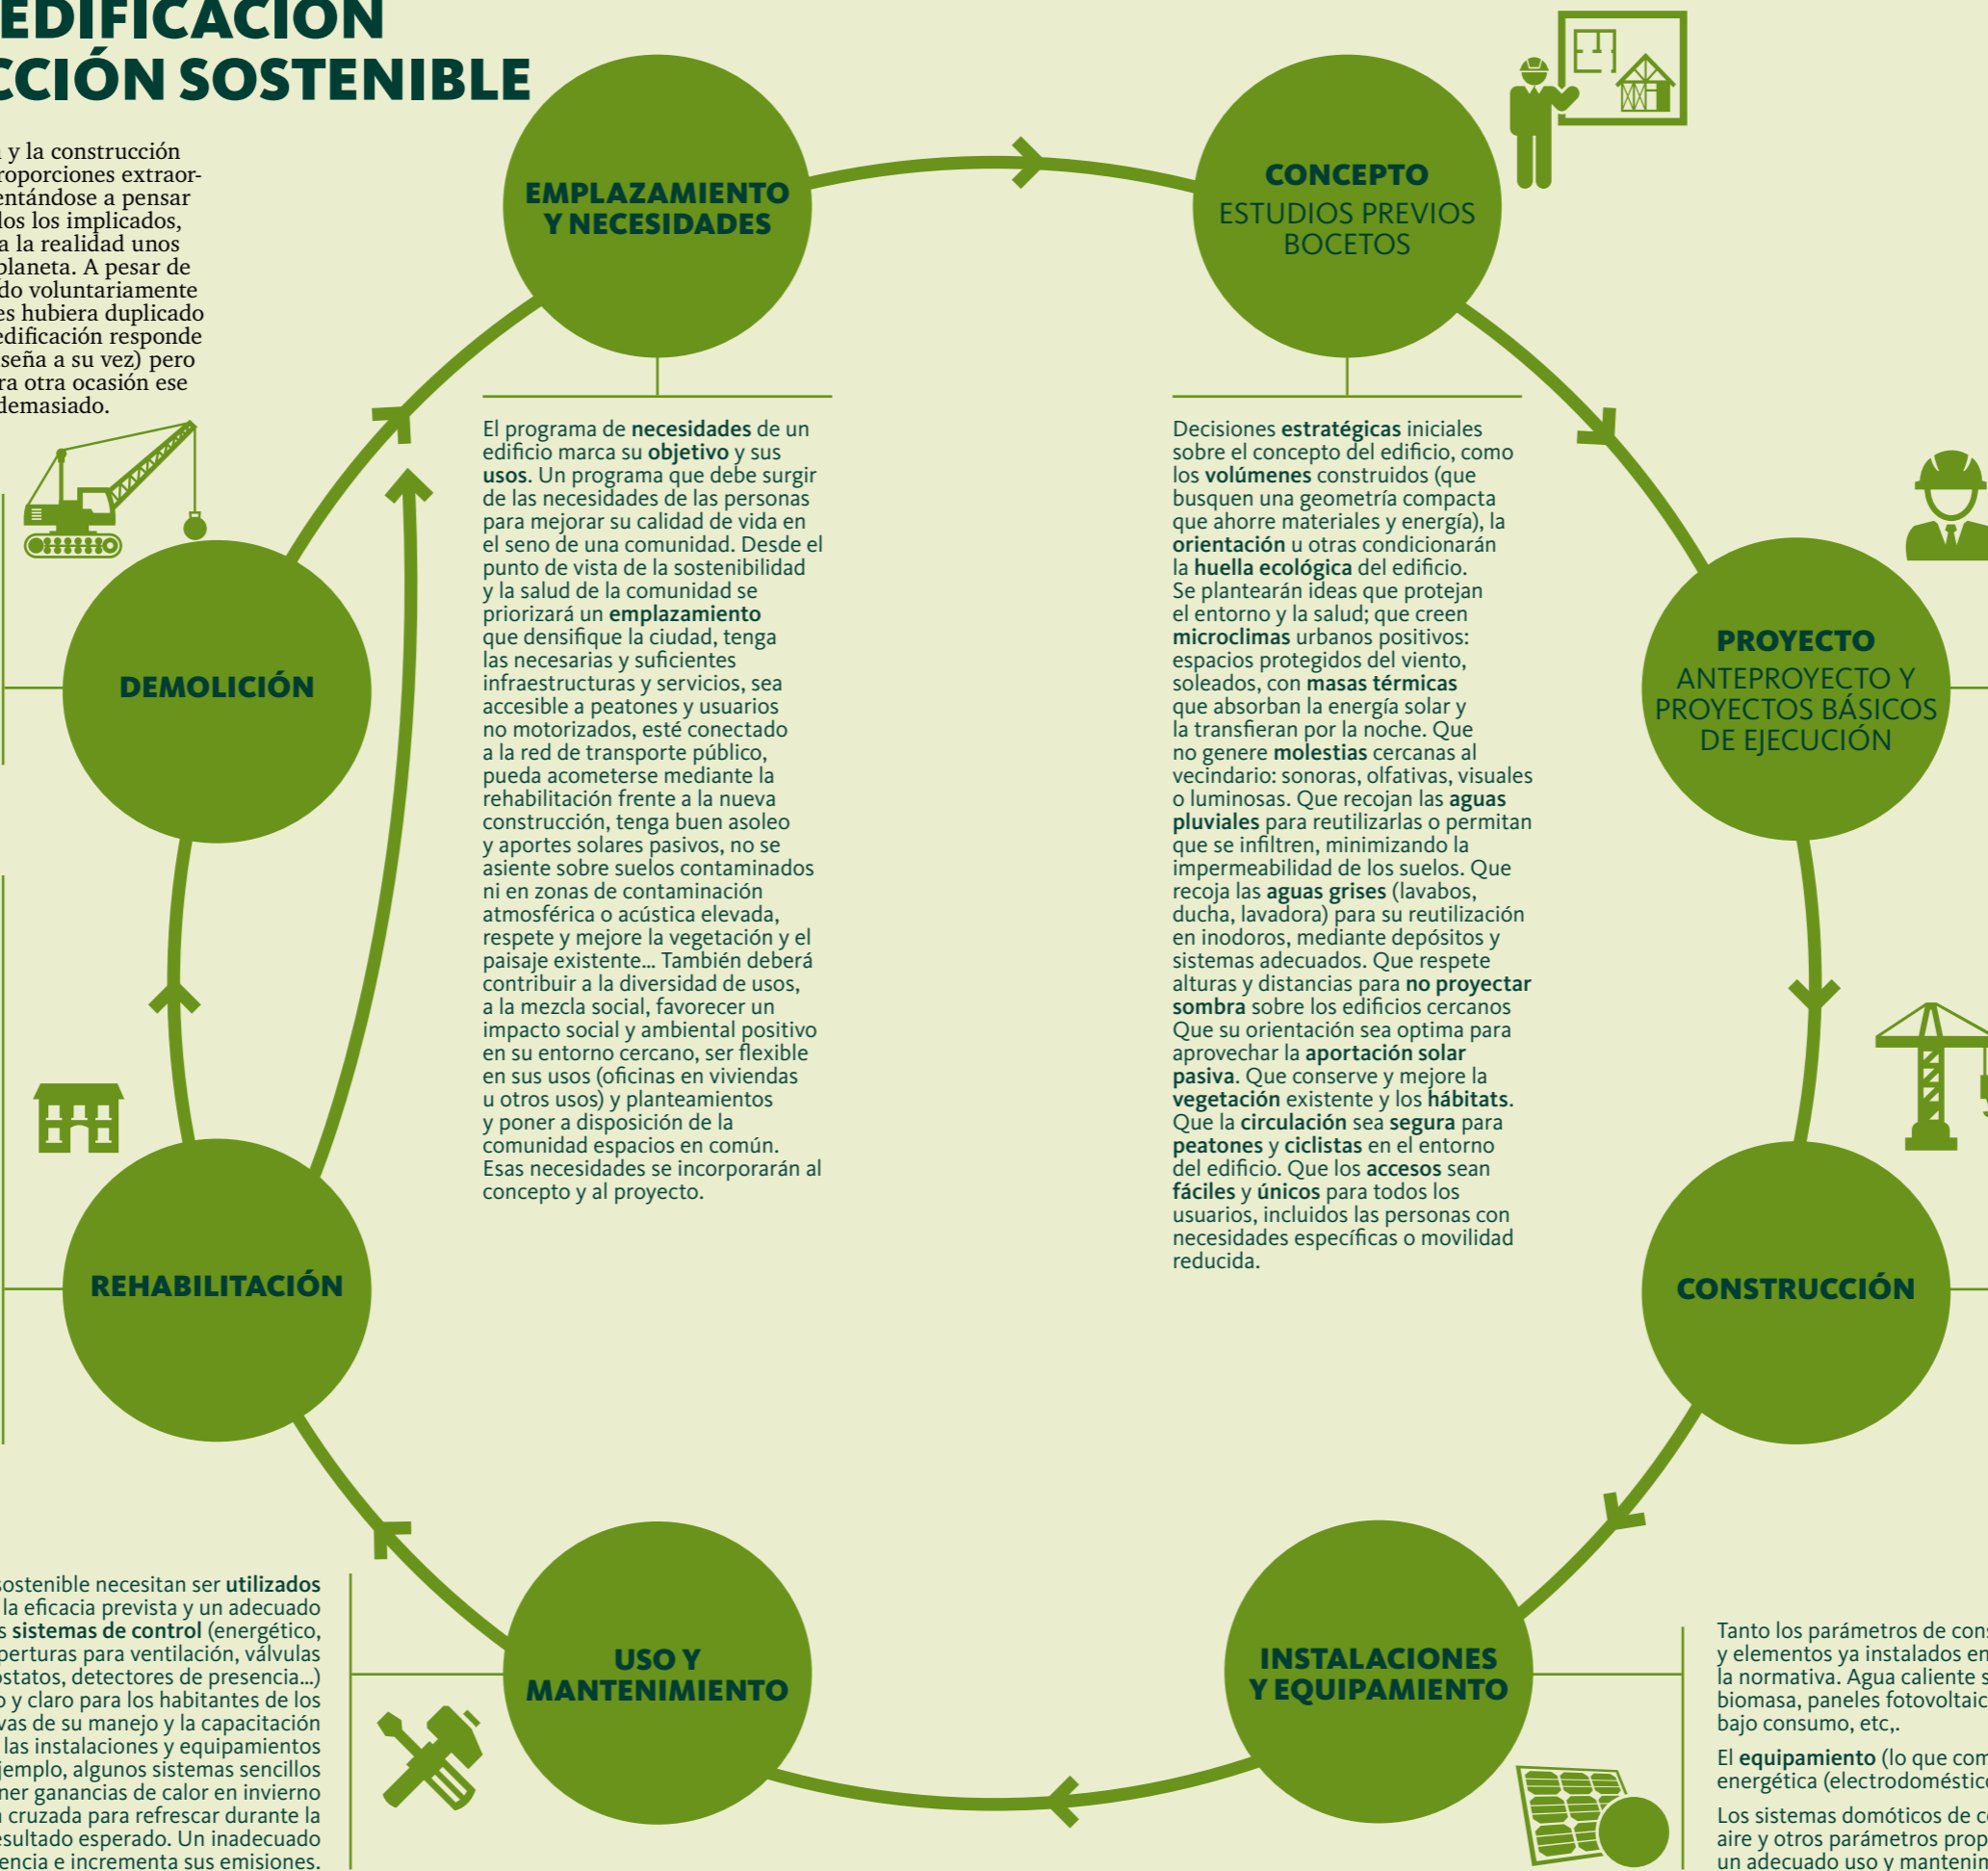 EDIFICACIÓN
CCIÓN SOSTENIBLE
y la construcción
roporciones extraor-
entándose a pensar
los los implicados,
a la realidad unos
planeta. A pesar de
do voluntariamente
es hubiera duplicado
edificación responde
seña a su vez) pero
ra otra ocasión ese
demasiado.
EMPLAZAMIENTO
Y NECESIDADES
El programa de necesidades de un
edificio marca su objetivo y sus
usos. Un programa que debe surgir
de las necesidades de las personas
para mejorar su calidad de vida en
el seno de una comunidad. Desde el
punto de vista de la sostenibilidad
y la salud de la comunidad se
priorizará un emplazamiento
que densifique la ciudad, tenga
las necesarias y suficientes
infraestructuras y servicios, sea
accesible a peatones y usuarios
no motorizados, esté conectado
a la red de transporte público,
pueda acometerse mediante la
rehabilitación frente a la nueva
construcción, tenga buen asoleo
y aportes solares pasivos, no se
asiente sobre suelos contaminados
ni en zonas de contaminación
atmosférica o acústica elevada,
respete y mejore la vegetación y el
paisaje existente... También deberá
contribuir a la diversidad de usos,
a la mezcla social, favorecer un
impacto social y ambiental positivo
en su entorno cercano, ser flexible
en sus usos (oficinas en viviendas
u otros usos) y planteamientos
y poner a disposición de la
comunidad espacios en común.
Esas necesidades se incorporarán al
concepto y al proyecto.
CONCEPTO
ESTUDIOS PREVIOS
BOCETOS
Decisiones estratégicas iniciales
sobre el concepto del edificio, como
los volúmenes construidos (que
busquen una geometría compacta
que ahorre materiales y energía), la
orientación u otras condicionarán
la huella ecológica del edificio.
Se plantearán ideas que protejan
el entorno y la salud; que creen
microclimas urbanos positivos:
espacios protegidos del viento,
soleados, con masas térmicas
que absorban la energía solar y
la transfieran por la noche. Que
no genere molestias cercanas al
vecindario: sonoras, olfativas, visuales
o luminosas. Que recojan las aguas
pluviales para reutilizarlas o permitan
que se infiltren, minimizando la
impermeabilidad de los suelos. Que
recoja las aguas grises (lavabos,
ducha, lavadora) para su reutilización
en inodoros, mediante depósitos y
sistemas adecuados. Que respete
alturas y distancias para no proyectar
sombra sobre los edificios cercanos
Que su orientación sea optima para
aprovechar la aportación solar
pasiva. Que conserve y mejore la
vegetación existente y los hábitats.
Que la circulación sea segura para
peatones y ciclistas en el entorno
del edificio. Que los accesos sean
fáciles y únicos para todos los
usuarios, incluidos las personas con
necesidades específicas o movilidad
reducida.
PROYECTO
ANTEPROYECTO Y
PROYECTOS BÁSICOS
DE EJECUCIÓN
CONSTRUCCIÓN
INSTALACIONES
Y EQUIPAMIENTO
Tanto los parámetros de cons
y elementos ya instalados en
la normativa. Agua caliente s
biomasa, paneles fotovoltaic
bajo consumo, etc,.
El equipamiento (lo que com
energética (electrodoméstico
Los sistemas domóticos de co
aire y otros parámetros prop
un adecuado uso y mantenim
USO Y
MANTENIMIENTO
sostenible necesitan ser utilizados
la eficacia prevista y un adecuado
s sistemas de control (energético,
perturas para ventilación, válvulas
ostatos, detectores de presencia...)
o y claro para los habitantes de los
vas de su manejo y la capacitación
las instalaciones y equipamientos
jemplo, algunos sistemas sencillos
ner ganancias de calor en invierno
cruzada para refrescar durante la
esultado esperado. Un inadecuado
encia e incrementa sus emisiones.
REHABILITACIÓN
DEMOLICIÓN